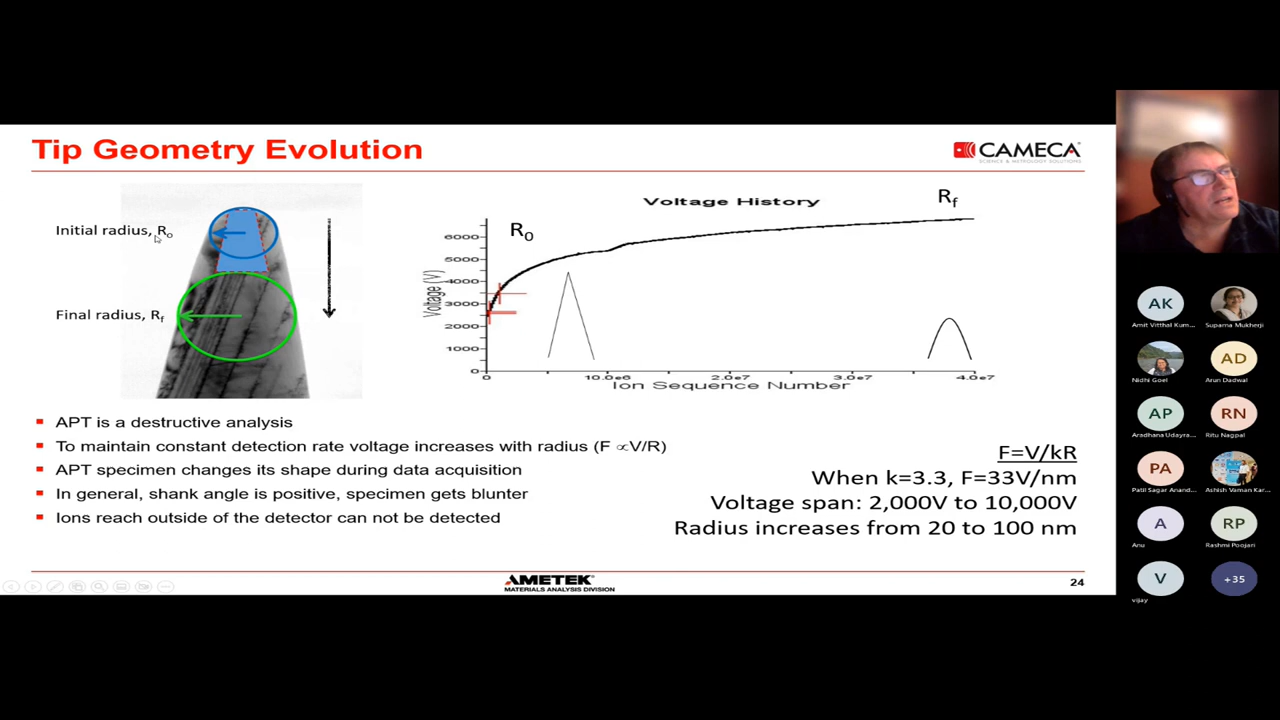 Tip Geometry Evolution
CAMECA
SCIENCE & METROLOGY SOLUTIONS
Initial radius, Ro
Final radius, Rf
Voltage History
Ro
Rf
Voltage (V)
6000
5000
4000
3000
2000
1000
0
0
10.0e6
2.0e7
3.0e7
4.0e7
Ion Sequence Number
APT is a destructive analysis
To maintain constant detection rate voltage increases with radius (F ∝V/R)
APT specimen changes its shape during data acquisition
In general, shank angle is positive, specimen gets blunter
Ions reach outside of the detector can not be detected
F=V/kR
When k=3.3, F=33V/nm
Voltage span: 2,000V to 10,000V
Radius increases from 20 to 100 nm
AMETEK
MATERIALS ANALYSIS DIVISION
24
AK
Amit Vitthal Kum...
Suparna Mukherji
Nidhi Goel
AD
Arun Dadwal
AP
Aradhana Udayra...
RN
Ritu Nagpal
PA
Patil Sagar Anand...
Ashish Vaman Kar...
A
Anu
RP
Rashmi Poojari
V
vijay
+35